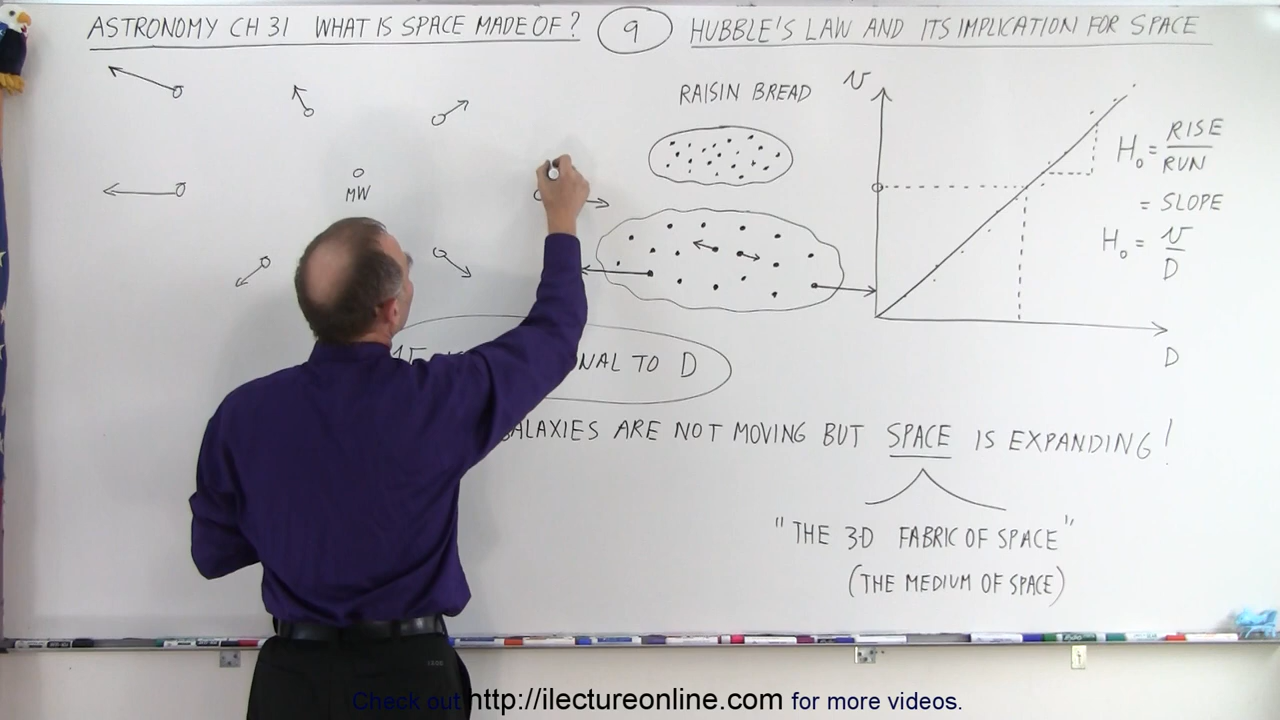 ASTRONOMY CH 31 WHAT IS SPACE MADE OF? 9 HUBBLE'S LAW AND ITS IMPLICATION FOR SPACE
MW
RAISIN BREAD
v
D
H₀ = RISE
RUN
= SLOPE
H₀ = v
D
TO D
GALAXIES ARE NOT MOVING BUT SPACE IS EXPANDING!
"THE 3D FABRIC OF SPACE"
(THE MEDIUM OF SPACE)
Check out http://ilectureonline.com for more videos.